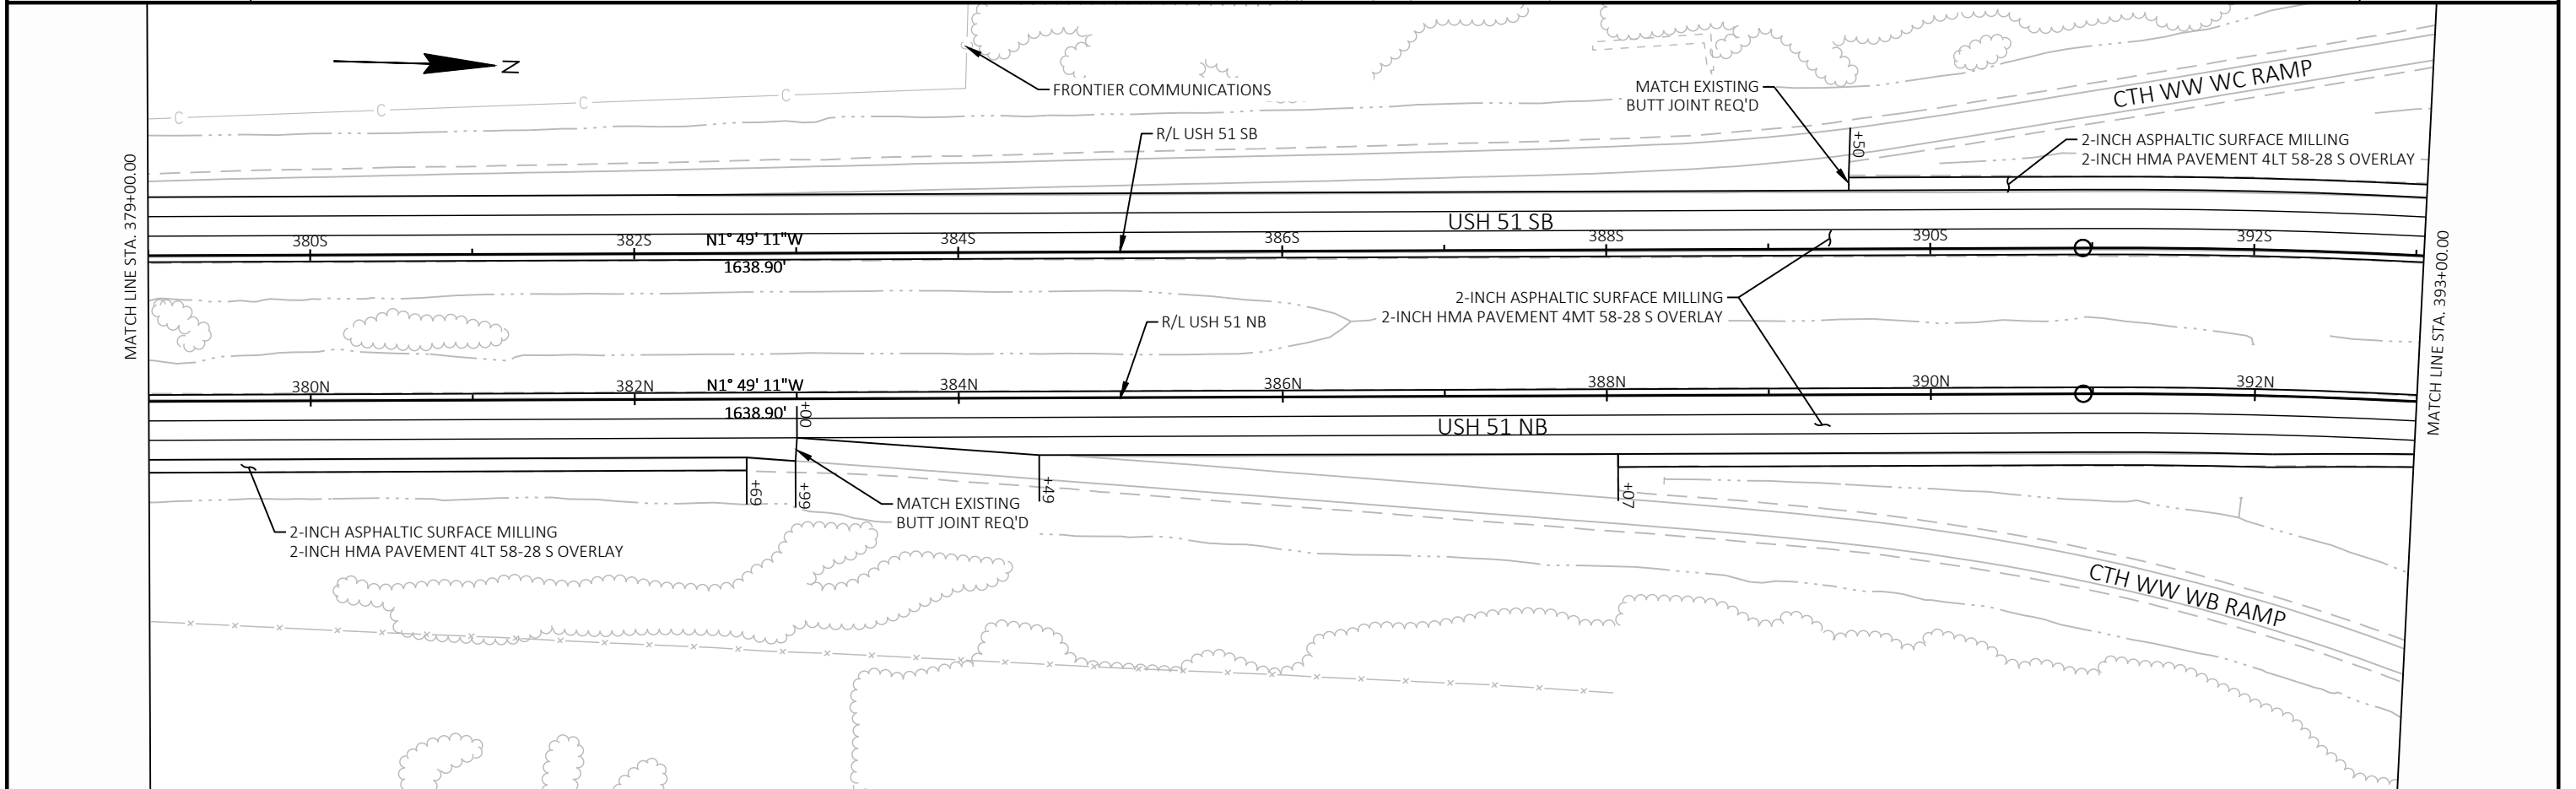 N
C C C C
FRONTIER COMMUNICATIONS
MATCH EXISTING
BUTT JOINT REQ'D
CTH WW WC RAMP
R/L USH 51 SB
+50
2-INCH ASPHALTIC SURFACE MILLING
2-INCH HMA PAVEMENT 4LT 58-28 S OVERLAY
MATCH LINE STA. 379+00.00
USH 51 SB
380S 382S N1° 49' 11"W 384S 386S 388S 390S 392S
1638.90'
MATCH LINE STA. 393+00.00
2-INCH ASPHALTIC SURFACE MILLING
2-INCH HMA PAVEMENT 4MT 58-28 S OVERLAY
R/L USH 51 NB
380N 382N N1° 49' 11"W 384N 386N 388N 390N 392N
1638.90'
+00
USH 51 NB
+69
+99
+49
+07
MATCH EXISTING
BUTT JOINT REQ'D
2-INCH ASPHALTIC SURFACE MILLING
2-INCH HMA PAVEMENT 4LT 58-28 S OVERLAY
CTH WW WB RAMP